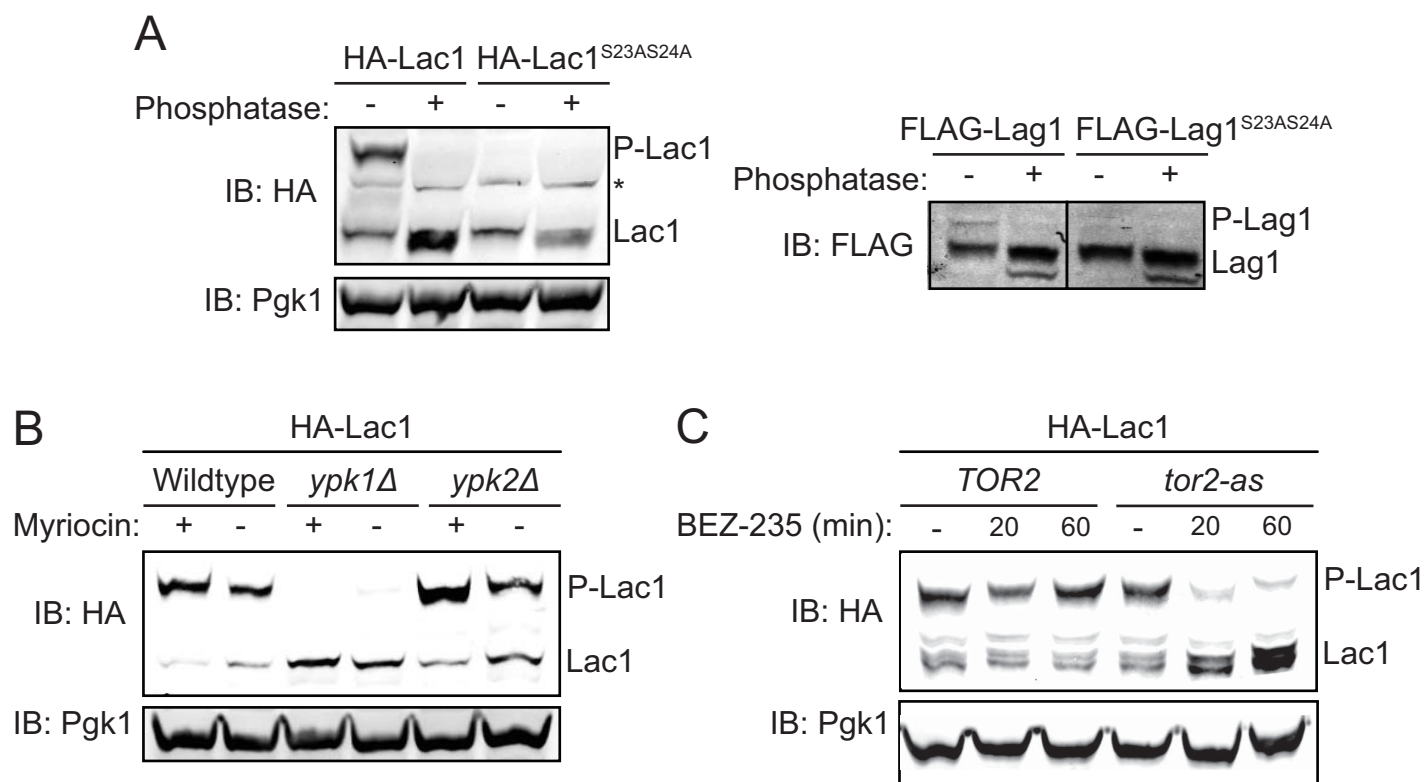 A
HA-Lac1 HA-Lac1S23AS24A
Phosphatase: - + - +
P-Lac1
IB: HA *
Lac1
IB: Pgk1
FLAG-Lag1 FLAG-Lag1S23AS24A
Phosphatase: - + - +
P-Lag1
IB: FLAG
Lag1
B
HA-Lac1
Wildtype ypk1Δ ypk2Δ
Myriocin: + - + - + -
P-Lac1
IB: HA
Lac1
IB: Pgk1
C
HA-Lac1
TOR2 tor2-as
BEZ-235 (min): - 20 60 - 20 60
P-Lac1
IB: HA
Lac1
IB: Pgk1